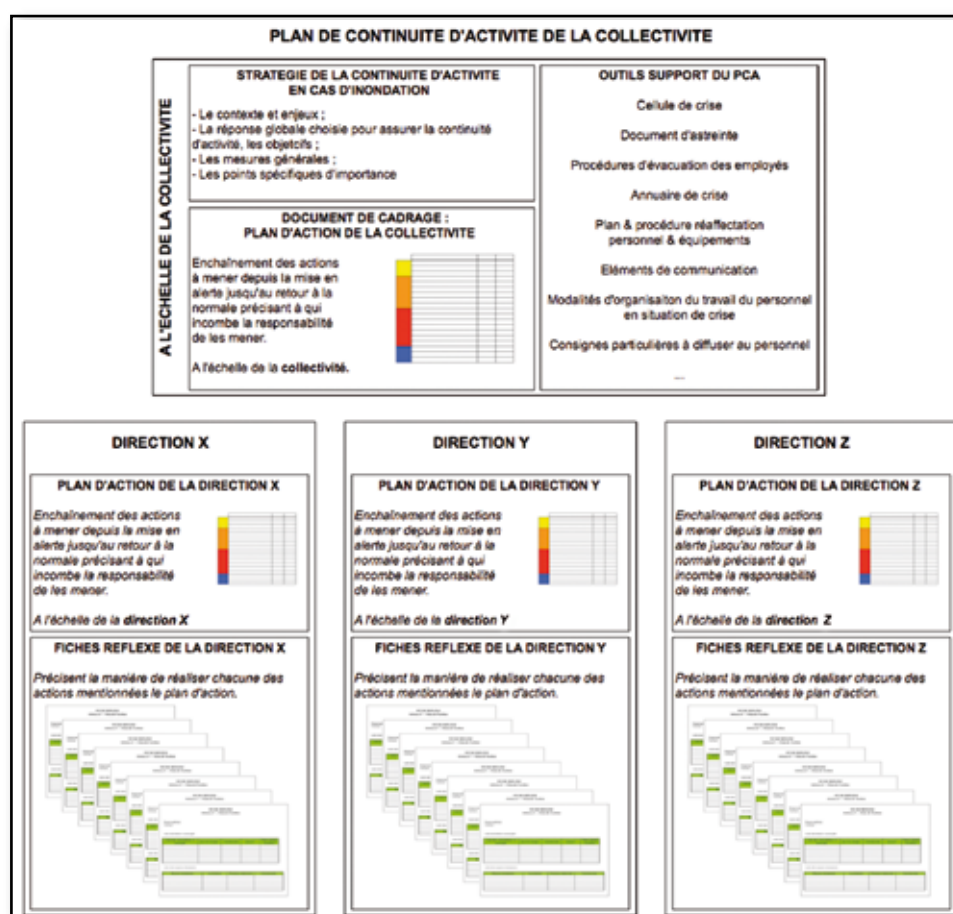 PLAN DE CONTINUITE D'ACTIVITE DE LA COLLECTIVITE
A L'ECHELLE DE LA COLLECTIVITE
STRATEGIE DE LA CONTINUITE D'ACTIVITE
EN CAS D'INONDATION
- Le contexte et enjeux ;
- La réponse globale choisie pour assurer la continuité
d'activité, les objetcifs ;
- Les mesures générales ;
- Les points spécifiques d'importance
DOCUMENT DE CADRAGE :
PLAN D'ACTION DE LA COLLECTIVITE
Enchaînement des actions
à mener depuis la mise en
alerte jusqu'au retour à la
normale précisant à qui
incombe la responsabilité
de les mener.
A l'échelle de la collectivité.
OUTILS SUPPORT DU PCA
Cellule de crise
Document d'astreinte
Procédures d'évacuation des employés
Annuaire de crise
Plan & procédure réaffectation
personnel & équipements
Eléments de communication
Modalités d'organisaiton du travail du personnel
en situation de crise
Consignes particulières à diffuser au personnel
....
DIRECTION X
PLAN D'ACTION DE LA DIRECTION X
Enchaînement des actions
à mener depuis la mise en
alerte jusqu'au retour à la
normale précisant à qui
incombe la responsabilité
de les mener.
A l'échelle de la direction X
FICHES REFLEXE DE LA DIRECTION X
Précisent la manière de réaliser chacune des
actions mentionnées le plan d'action.
DIRECTION Y
PLAN D'ACTION DE LA DIRECTION Y
Enchaînement des actions
à mener depuis la mise en
alerte jusqu'au retour à la
normale précisant à qui
incombe la responsabilité
de les mener.
A l'échelle de la direction Y
FICHES REFLEXE DE LA DIRECTION Y
Précisent la manière de réaliser chacune des
actions mentionnées le plan d'action.
DIRECTION Z
PLAN D'ACTION DE LA DIRECTION Z
Enchaînement des actions
à mener depuis la mise en
alerte jusqu'au retour à la
normale précisant à qui
incombe la responsabilité
de les mener.
A l'échelle de la direction Z
FICHES REFLEXE DE LA DIRECTION Z
Précisent la manière de réaliser chacune des
actions mentionnées le plan d'action.